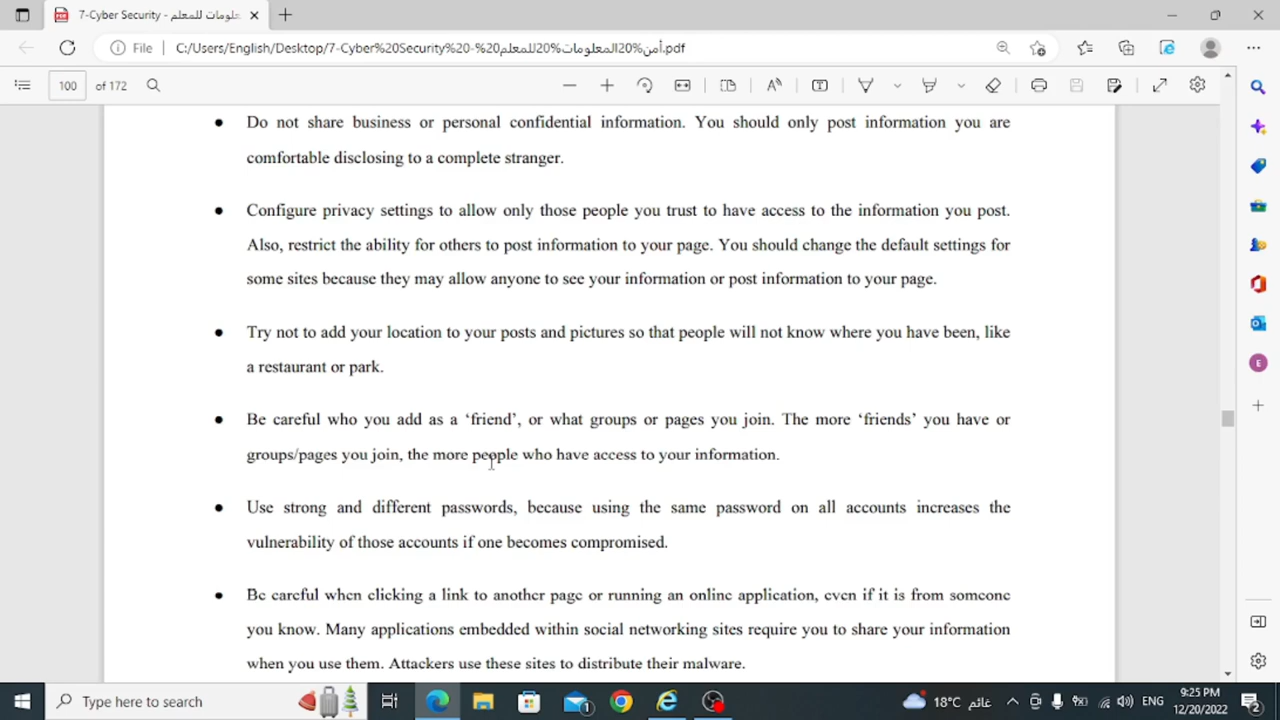 7-Cyber Security - علومات للمعلم
File
C:/Users/English/Desktop/7-Cyber%20Security%20-%20أمن%20المعلومات%20للمعلم.pdf
100 of 172
● Do not share business or personal confidential information. You should only post information you are
comfortable disclosing to a complete stranger.
● Configure privacy settings to allow only those people you trust to have access to the information you post.
Also, restrict the ability for others to post information to your page. You should change the default settings for
some sites because they may allow anyone to see your information or post information to your page.
● Try not to add your location to your posts and pictures so that people will not know where you have been, like
a restaurant or park.
● Be careful who you add as a ‘friend’, or what groups or pages you join. The more ‘friends’ you have or
groups/pages you join, the more people who have access to your information.
● Use strong and different passwords, because using the same password on all accounts increases the
vulnerability of those accounts if one becomes compromised.
● Be careful when clicking a link to another page or running an online application, even if it is from someone
you know. Many applications embedded within social networking sites require you to share your information
when you use them. Attackers use these sites to distribute their malware.
E
Type here to search
1
18°C غائم
ENG
9:25 PM
12/20/2022
2